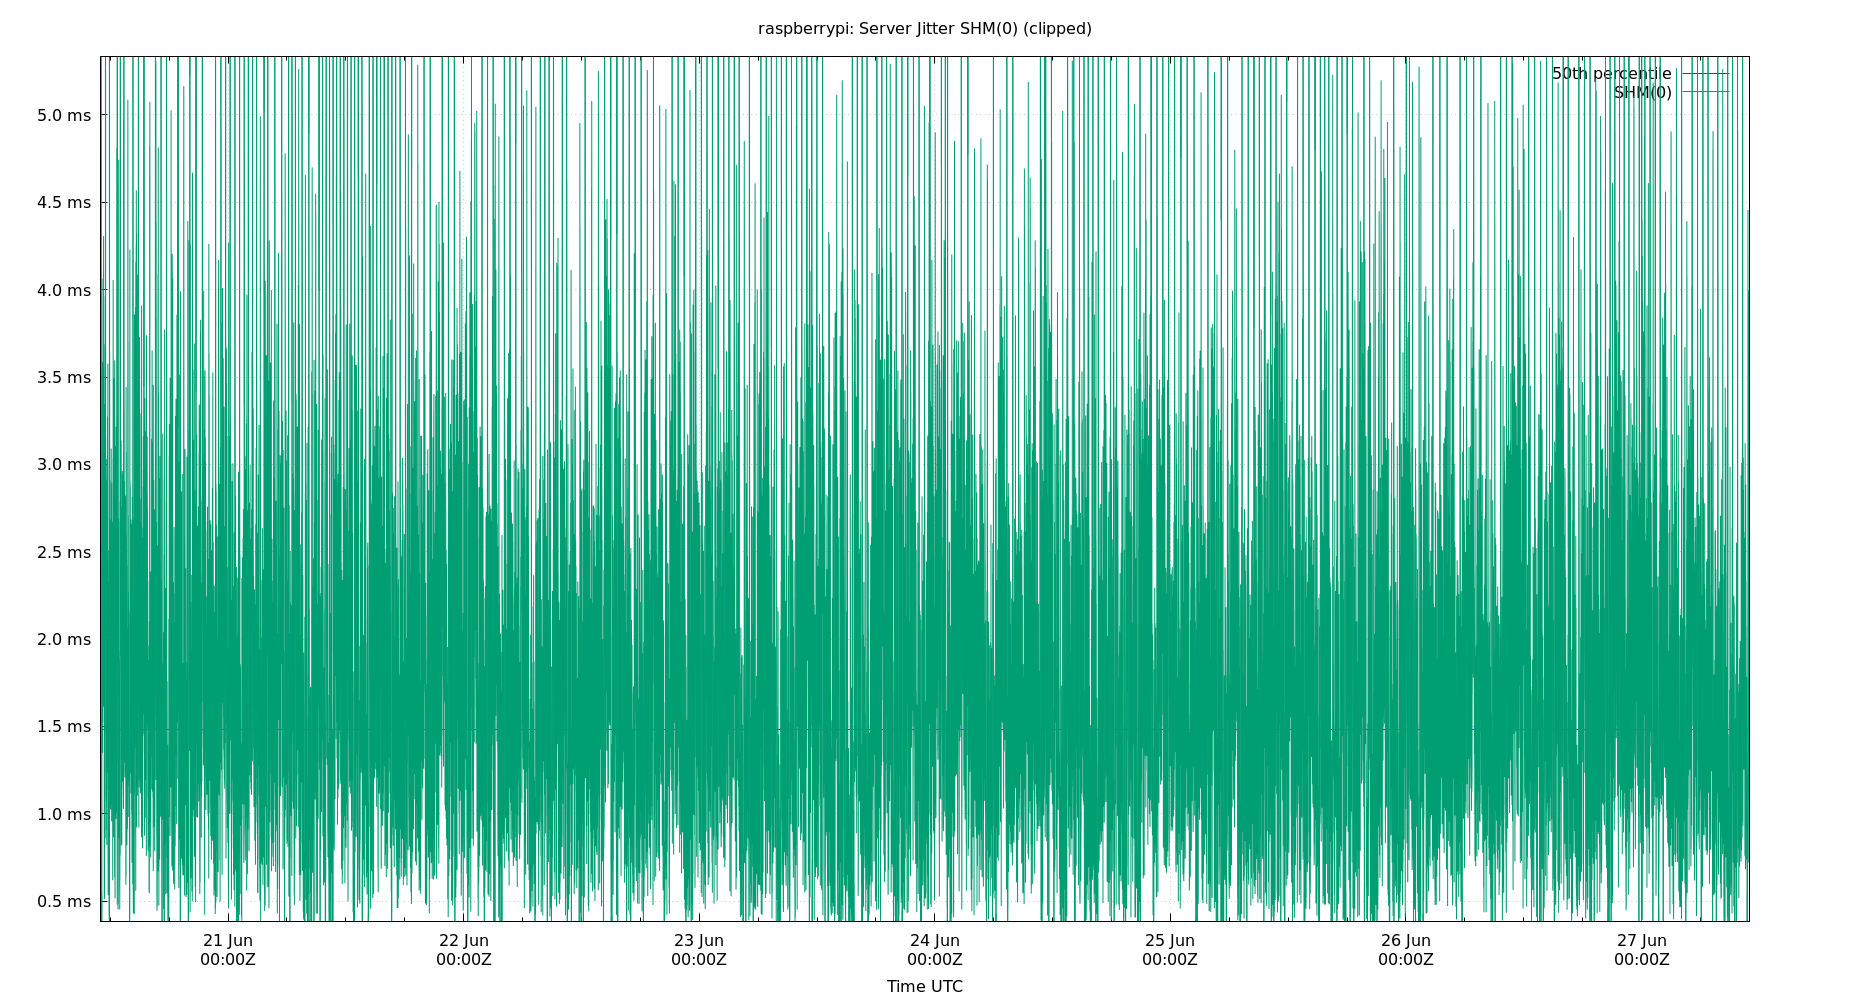 raspberrypi: Server Jitter SHM(0) (clipped)
50th percentile
SHM(0)
5.0 ms
4.5 ms
4.0 ms
3.5 ms
3.0 ms
2.5 ms
2.0 ms
1.5 ms
1.0 ms
0.5 ms
21 Jun 22 Jun 23 Jun 24 Jun 25 Jun 26 Jun 27 Jun
00:00Z 00:00Z 00:00Z 00:00Z 00:00Z 00:00Z 00:00Z
Time UTC